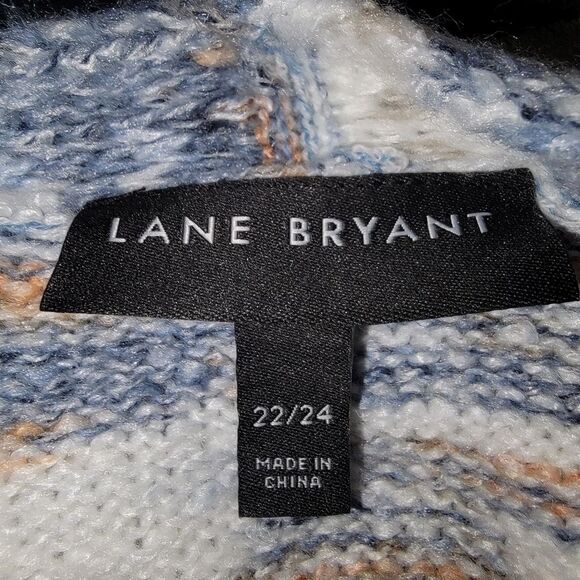 LANE BRYANT
22/24
MADE IN
CHINA